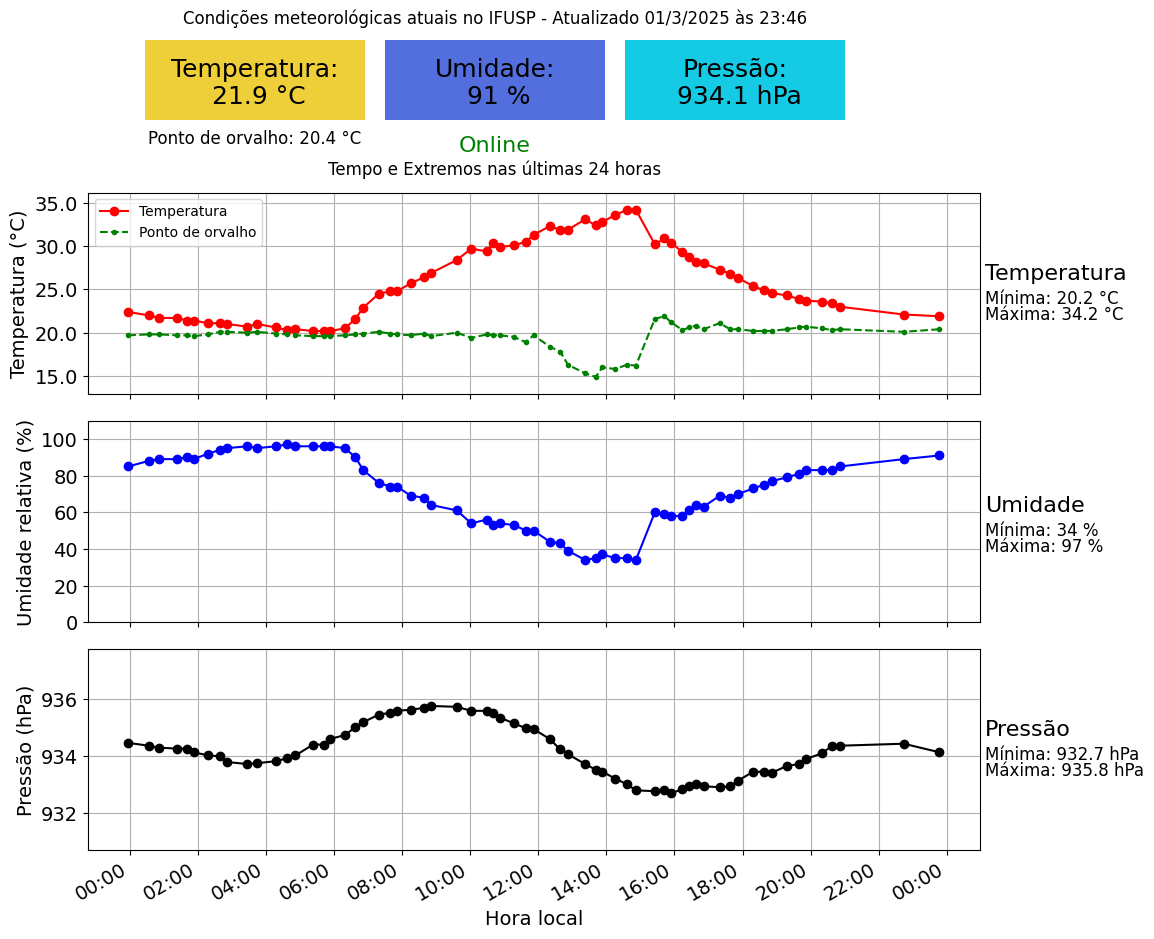 Condições meteorológicas atuais no IFUSP - Atualizado 01/3/2025 às 23:46
Temperatura:
21.9 °C
Umidade:
91 %
Pressão:
934.1 hPa
Ponto de orvalho: 20.4 °C
Online
Tempo e Extremos nas últimas 24 horas
Temperatura (°C)
35.0
30.0
25.0
20.0
15.0
Temperatura
Ponto de orvalho
Temperatura
Mínima: 20.2 °C
Máxima: 34.2 °C
Umidade relativa (%)
100
80
60
40
20
0
Umidade
Mínima: 34 %
Máxima: 97 %
Pressão (hPa)
936
934
932
Pressão
Mínima: 932.7 hPa
Máxima: 935.8 hPa
00:00 02:00 04:00 06:00 08:00 10:00 12:00 14:00 16:00 18:00 20:00 22:00 00:00
Hora local